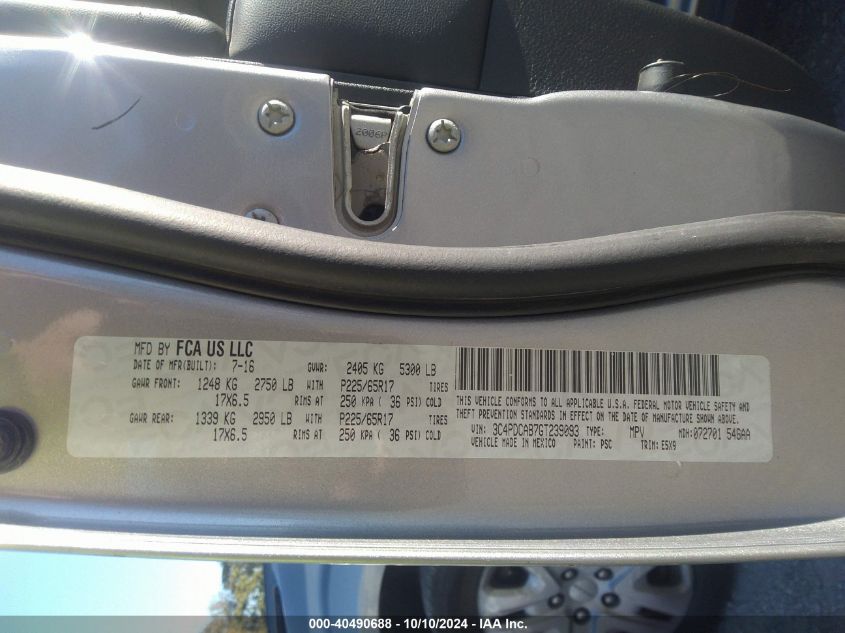 2006P
MFD BY FCA US LLC
DATE OF MFR(BUILT): 7-16 GVWR: 2405 KG 5300 LB
GAWR FRONT: 1248 KG 2750 LB WITH P225/65R17 TIRES
17X6.5 RIMS AT 250 KPA ( 36 PSI) COLD
GAWR REAR: 1339 KG 2950 LB WITH P225/65R17 TIRES
17X6.5 RIMS AT 250 KPA ( 36 PSI) COLD
THIS VEHICLE CONFORMS TO ALL APPLICABLE U.S.A. FEDERAL MOTOR VEHICLE SAFETY AND
THEFT PREVENTION STANDARDS IN EFFECT ON THE DATE OF MANUFACTURE SHOWN ABOVE.
VIN: 3C4PDCAB7GT239093 TYPE: MPV MDH:072701 546AA
VEHICLE MADE IN MEXICO PAINT: PSC TRIM: E5X9
000-40490688 - 10/10/2024 - IAA Inc.